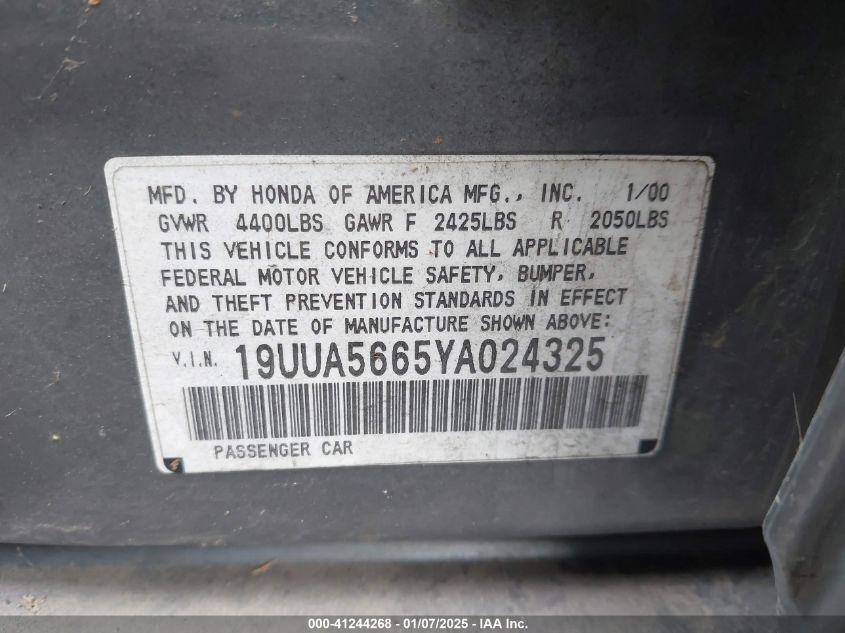 MFD. BY HONDA OF AMERICA MFG., INC. 1/00
GVWR 4400LBS GAWR F 2425LBS R 2050LBS
THIS VEHICLE CONFORMS TO ALL APPLICABLE
FEDERAL MOTOR VEHICLE SAFETY, BUMPER,
AND THEFT PREVENTION STANDARDS IN EFFECT
ON THE DATE OF MANUFACTURE SHOWN ABOVE:
V.I.N. 19UUA5665YA024325
PASSENGER CAR
000-41244268 - 01/07/2025 - IAA Inc.